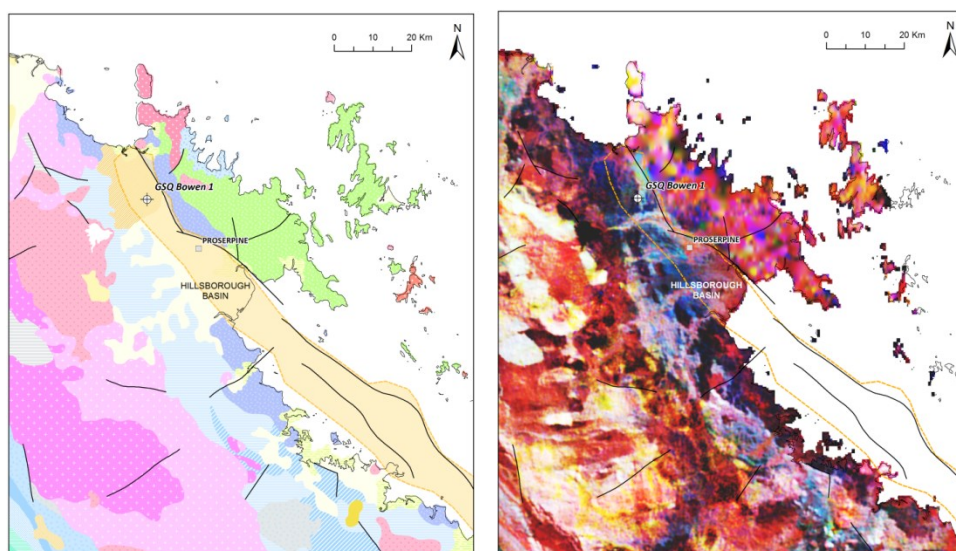 N
0 10 20 Km
GSQ Bowen 1
PROSERPINE
HILLSBOROUGH
BASIN
N
0 10 20 Km
GSQ Bowen 1
PROSERPINE
HILLSBOROUGH
BASIN